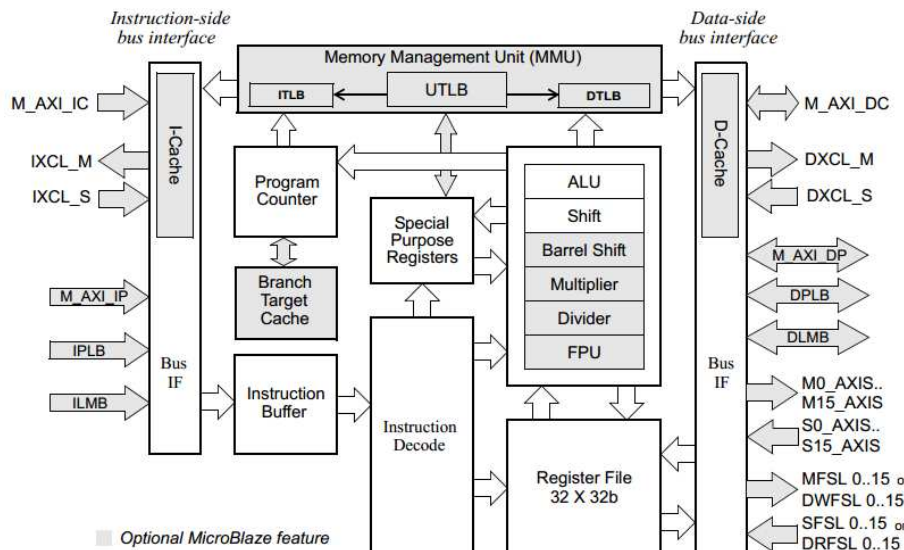 Instruction-side
bus interface
Data-side
bus interface
Memory Management Unit (MMU)
ITLB
UTLB
DTLB
M_AXI_IC
IXCL_M
IXCL_S
I-Cache
M_AXI_IP
IPLB
ILMB
Bus
IF
Program
Counter
Branch
Target
Cache
Instruction
Buffer
Special
Purpose
Registers
Instruction
Decode
ALU
Shift
Barrel Shift
Multiplier
Divider
FPU
Register File
32 X 32b
D-Cache
Bus
IF
M_AXI_DC
DXCL_M
DXCL_S
M_AXI_DP
DPLB
DLMB
M0_AXIS..
M15_AXIS
S0_AXIS..
S15_AXIS
MFSL 0..15 or
DWFSL 0..15
SFSL 0..15 or
DRFSL 0..15
Optional MicroBlaze feature